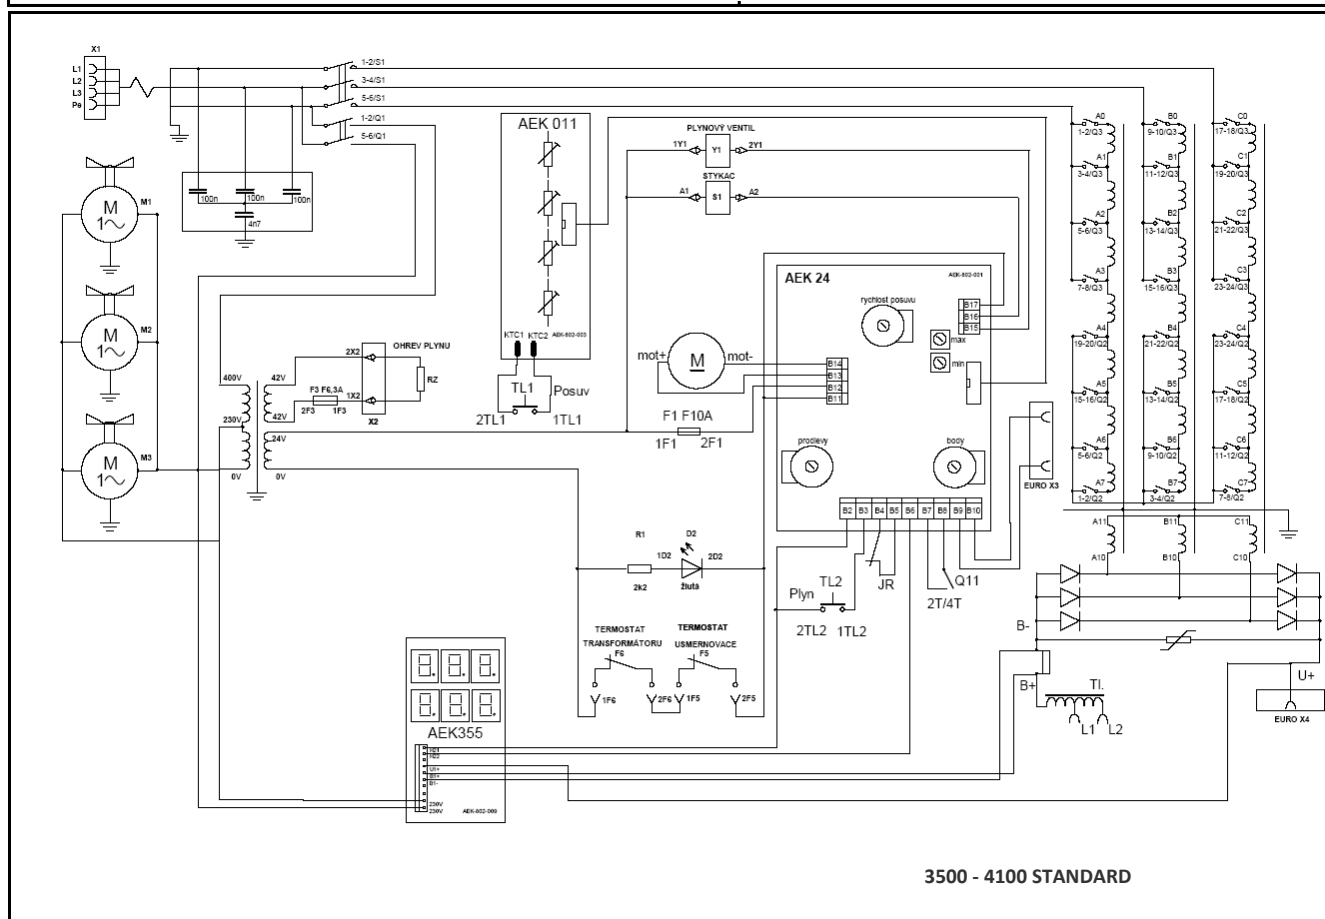 X1
L1
L2
L3
Pe
1-2/S1
3-4/S1
5-6/S1
1-2/Q1
5-6/Q1
100n
100n
100n
4n7
M
1
M1
M
1
M2
M
1
M3
400V
230V
0V
42V
42V
24V
0V
OHREV PLYNU
2X2
1X2
X2
RZ
F3 F6,3A
2F3
1F3
AEK 011
KTC1
KTC2
AEK-802-003
TL1
Posuv
2TL1
1TL1
PLYNOVÝ VENTIL
1Y1
Y1
2Y1
STYKAC
A1
S1
A2
AEK 24
AEK-802-001
rychlost posuvu
max
min
B17
B16
B15
mot+
M
mot-
B14
B13
B12
B11
F1 F10A
1F1
2F1
prodlevy
body
B2
B3
B4
B5
B6
B7
B8
B9
B10
EURO X3
R1
2k2
1D2
D2
2D2
žlutá
Plyn
TL2
2TL2
1TL2
JR
Q11
2T/4T
TERMOSTAT
TRANSFORMÁTORU
F6
1F6
2F6
TERMOSTAT
USMERNOVACE
F5
1F5
2F5
AEK355
U1+
B1+
B1-
230V
230V
AEK-802-009
A0
1-2/Q3
A1
3-4/Q3
A2
5-6/Q3
A3
7-8/Q3
A4
19-20/Q2
A5
15-16/Q2
A6
5-6/Q2
A7
1-2/Q2
B0
9-10/Q3
B1
11-12/Q3
B2
13-14/Q3
B3
15-16/Q3
B4
21-22/Q2
B5
13-14/Q2
B6
9-10/Q2
B7
3-4/Q2
C0
17-18/Q3
C1
19-20/Q3
C2
21-22/Q3
C3
23-24/Q3
C4
23-24/Q2
C5
17-18/Q2
C6
11-12/Q2
C7
7-8/Q2
A11
A10
B11
B10
C11
C10
B-
B+
Tl.
L1
L2
U+
EURO X4
3500 - 4100 STANDARD